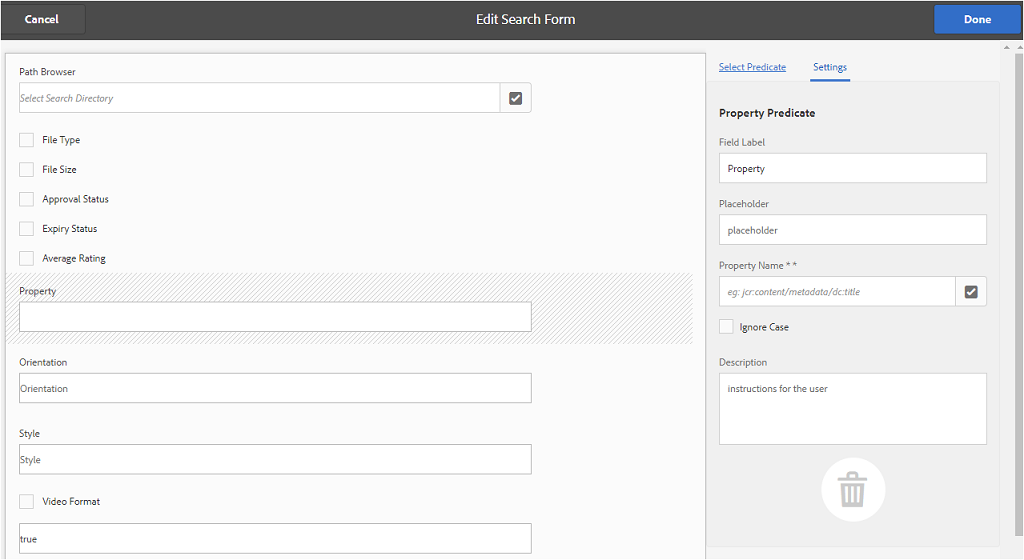 Cancel
Edit Search Form
Done
Path Browser
Select Search Directory
File Type
File Size
Approval Status
Expiry Status
Average Rating
Property
Orientation
Orientation
Style
Style
Video Format
true
Select Predicate
Settings
Property Predicate
Field Label
Property
Placeholder
placeholder
Property Name * *
eg: jcr:content/metadata/dc:title
Ignore Case
Description
instructions for the user